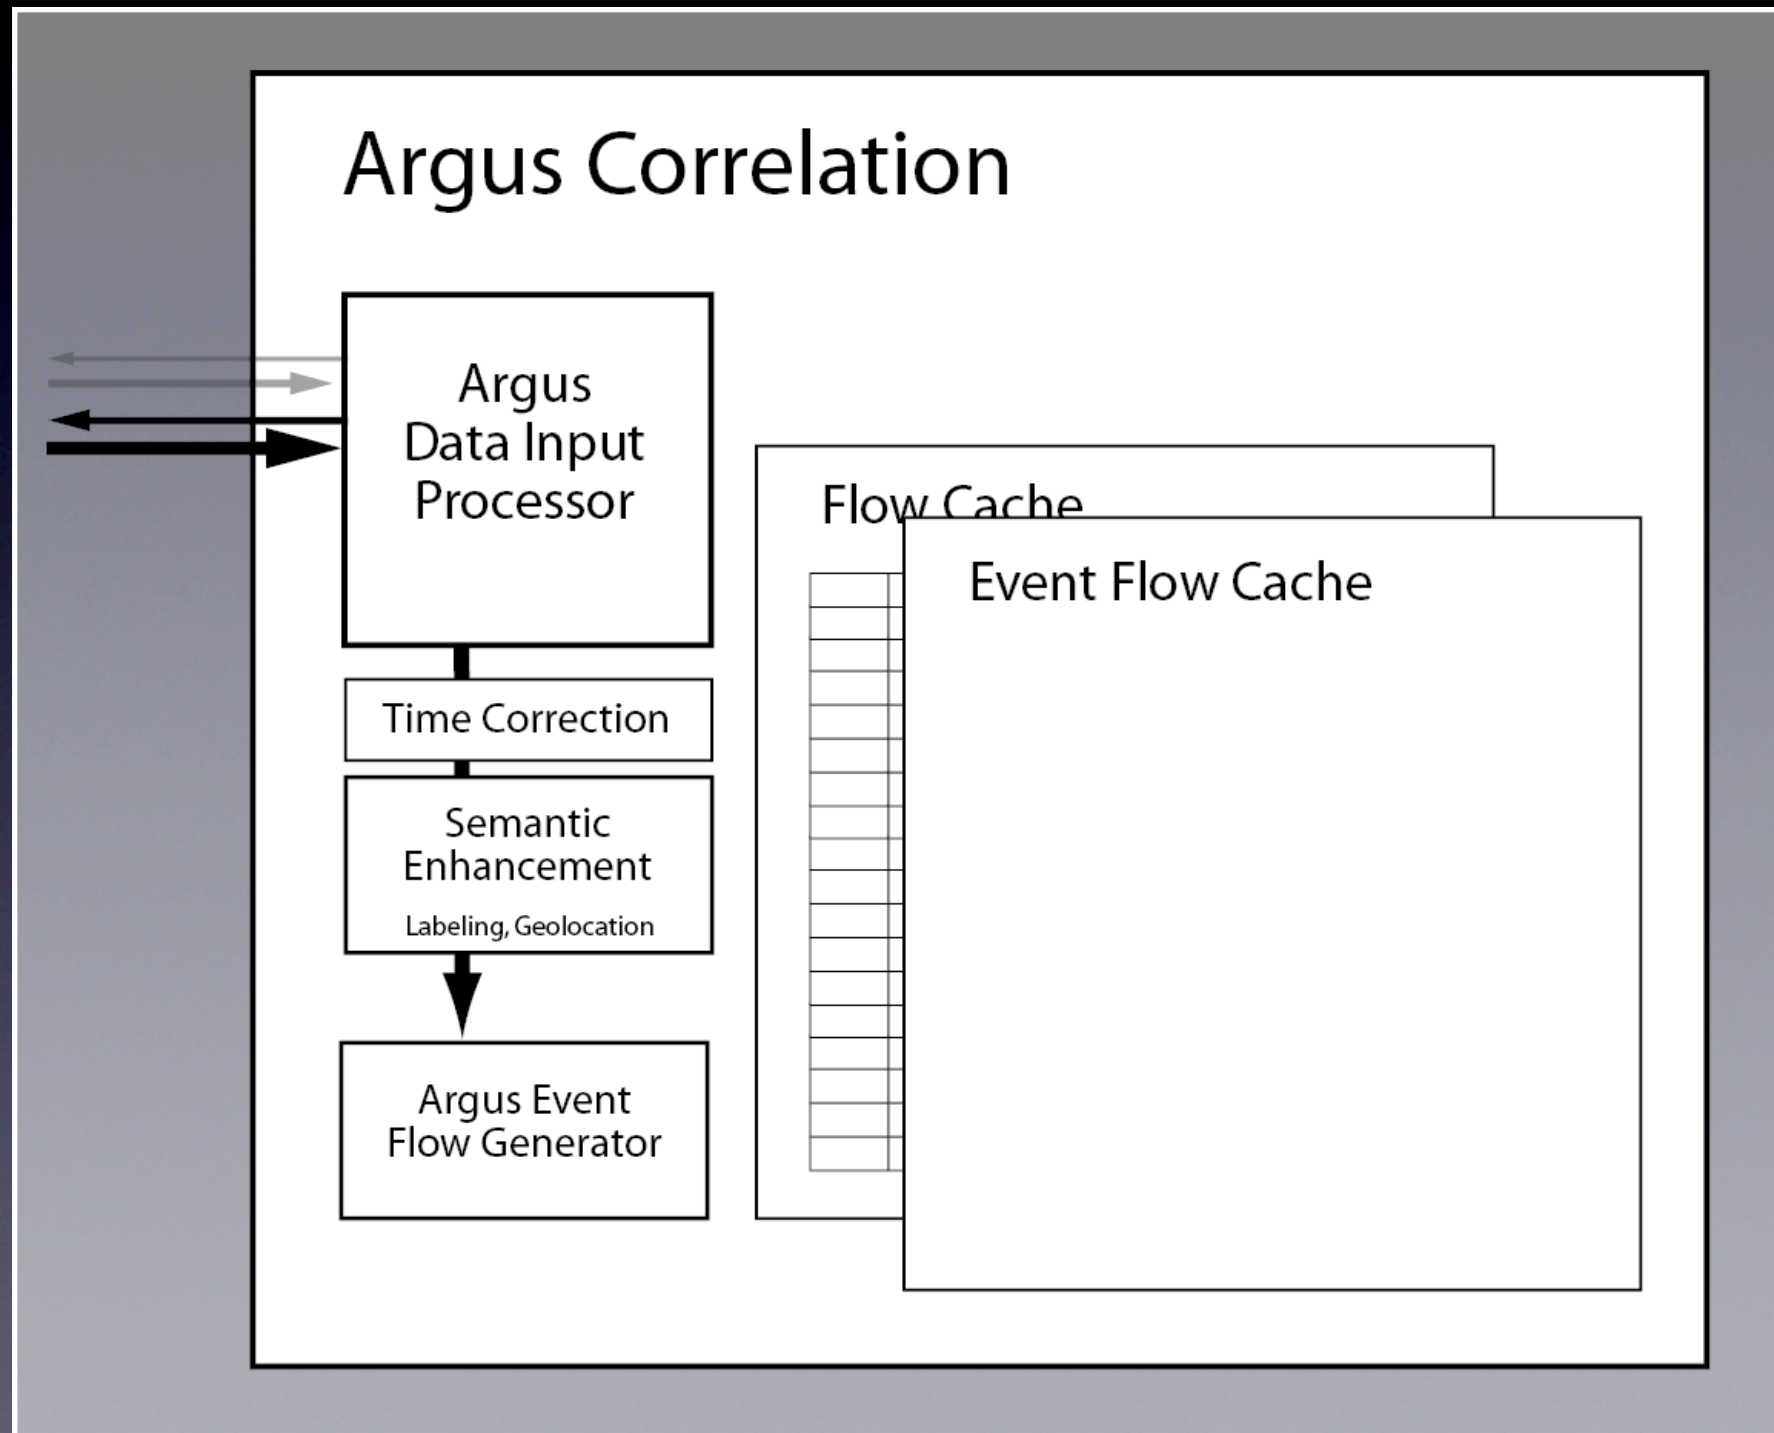 Argus Correlation
Argus
Data Input
Processor
Time Correction
Semantic
Enhancement
Labeling, Geolocation
Argus Event
Flow Generator
Flow Cache
Event Flow Cache